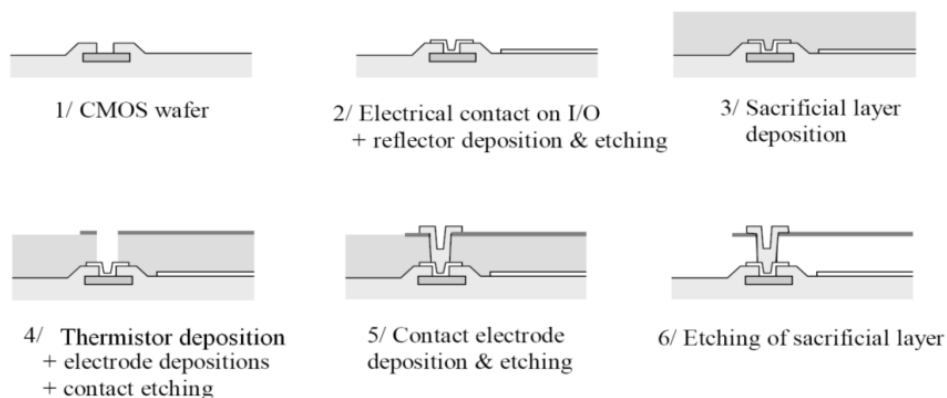 1/ CMOS wafer
2/ Electrical contact on I/O
+ reflector deposition & etching
3/ Sacrificial layer
deposition
4/ Thermistor deposition
+ electrode depositions
+ contact etching
5/ Contact electrode
deposition & etching
6/ Etching of sacrificial layer